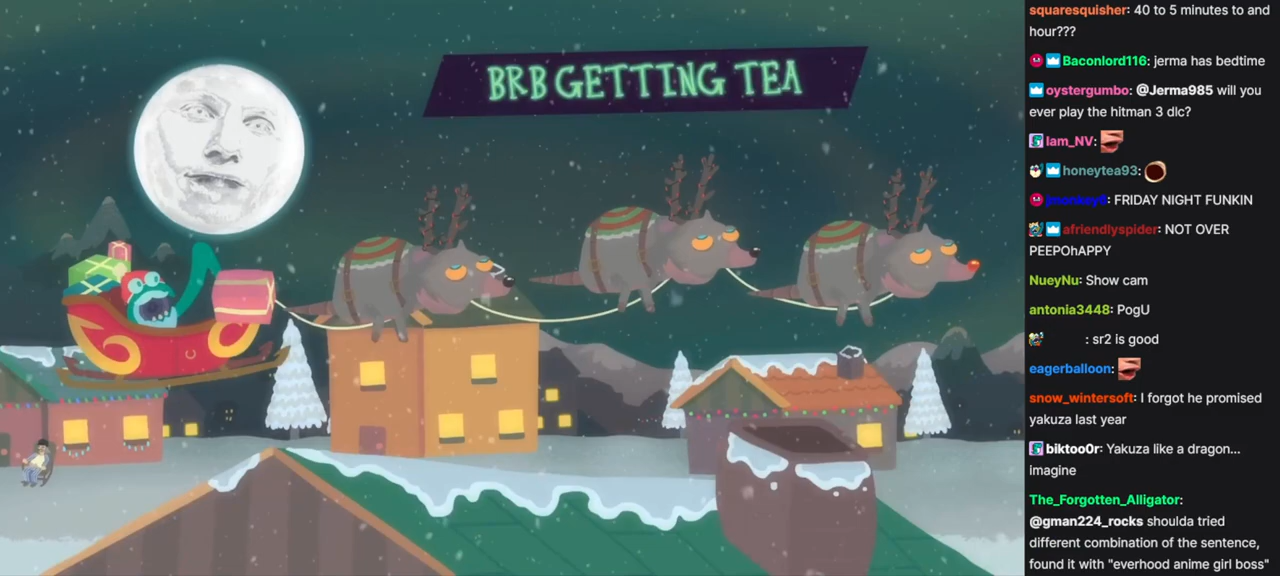 BRB GETTING TEA
squaresquisher: 40 to 5 minutes to and
hour???
Baconlord116: jerma has bedtime
oystergumbo: @Jerma985 will you
ever play the hitman 3 dlc?
Iam_NV:
honeytea93:
: FRIDAY NIGHT FUNKIN
afriendlyspider: NOT OVER
PEEPOhAPPY
NueyNu: Show cam
antonia3448: PogU
: sr2 is good
eagerballoon:
snow_wintersoft: I forgot he promised
yakuza last year
biktoo0r: Yakuza like a dragon...
imagine
The_Forgotten_Alligator:
@gman224_rocks shoulda tried
different combination of the sentence,
found it with "everhood anime girl boss"